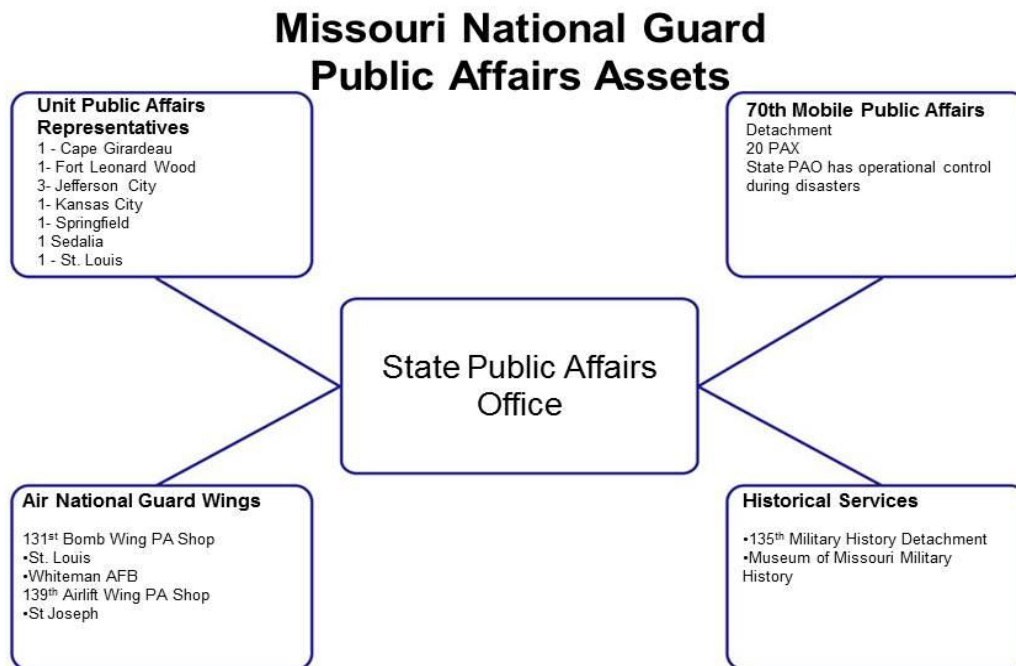 Missouri National Guard
Public Affairs Assets
Unit Public Affairs
Representatives
1 - Cape Girardeau
1- Fort Leonard Wood
3- Jefferson City
1- Kansas City
1- Springfield
1 Sedalia
1 - St. Louis
70th Mobile Public Affairs
Detachment
20 PAX
State PAO has operational control
during disasters
State Public Affairs
Office
Air National Guard Wings
131st Bomb Wing PA Shop
•St. Louis
•Whiteman AFB
139th Airlift Wing PA Shop
•St Joseph
Historical Services
•135th Military History Detachment
•Museum of Missouri Military
History